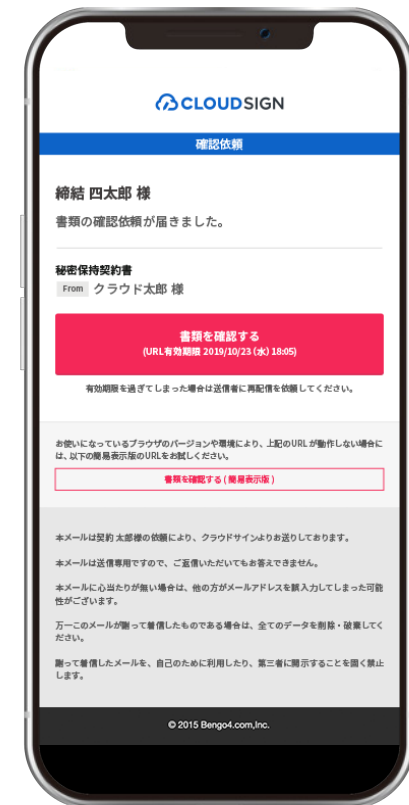 CLOUDSIGN
確認依頼
締結 四太郎 様
書類の確認依頼が届きました。
秘密保持契約書
From クラウド太郎 様
書類を確認する
(URL有効期限 2019/10/23 (水) 18:05)
有効期限を過ぎてしまった場合は送信者に再配信を依頼してください。
お使いになっているブラウザのバージョンや環境により、上記のURLが動作しない場合に
は、以下の簡易表示版のURLをお試しください。
書類を確認する ( 簡易表示版 )
本メールは契約 太郎様の依頼により、クラウドサインよりお送りしております。
本メールは送信専用ですので、ご返信いただいてもお答えできません。
本メールに心当たりが無い場合は、他の方がメールアドレスを誤入力してしまった可能
性がございます。
万一このメールが謝って着信したものである場合は、全てのデータを削除・破棄してく
ださい。
謝って着信したメールを、自己のために利用したり、第三者に開示することを固く禁止
します。
© 2015 Bengo4.com,Inc.